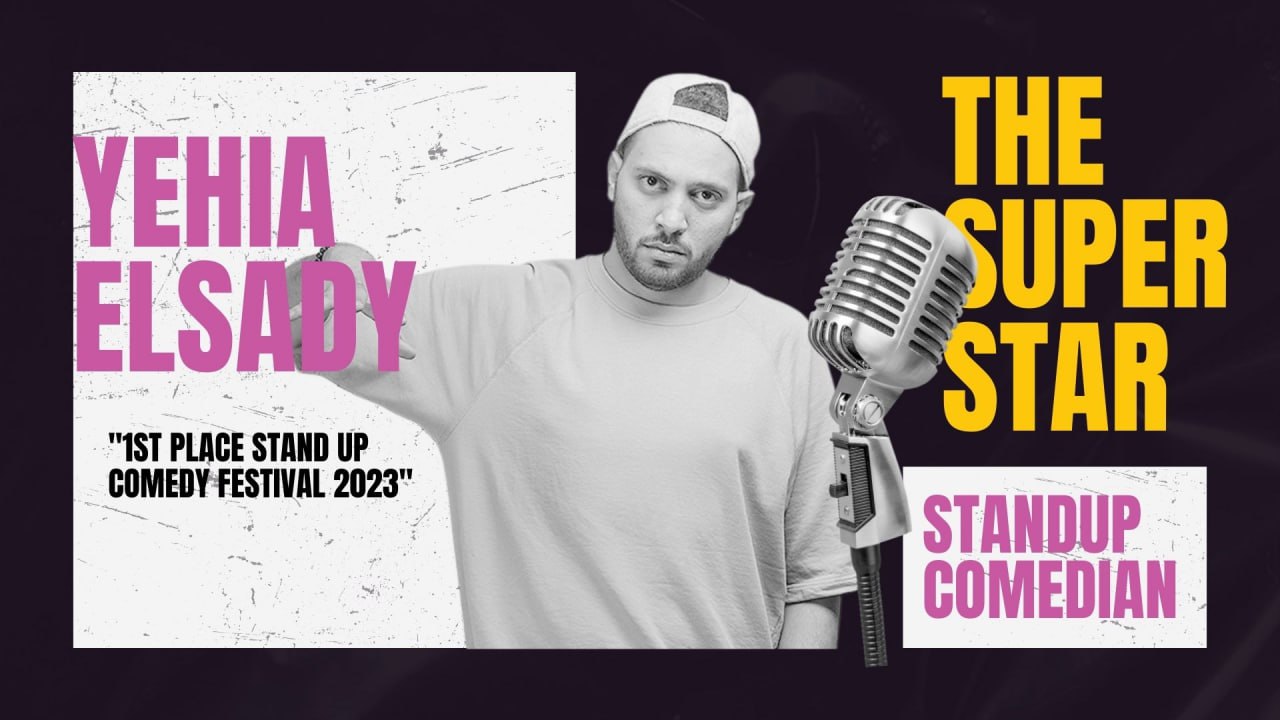 YEHIA
ELSADY
"1ST PLACE STAND UP
COMEDY FESTIVAL 2023"
THE
SUPER
STAR
STANDUP
COMEDIAN